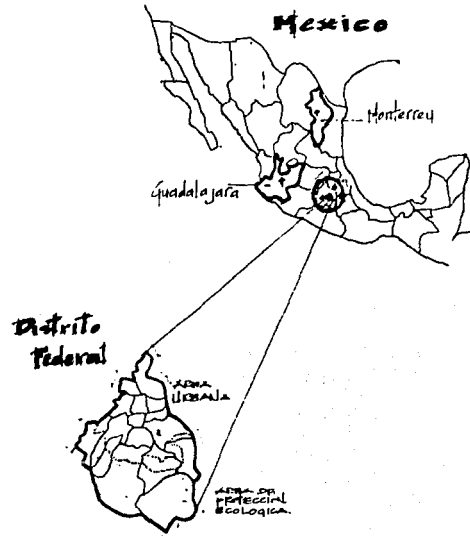 Mexico
Monterrey
Guadalajara
Distrito
Federal
AREA
URBANA
AREA DE
PROTECCION
ECOLOGICA.